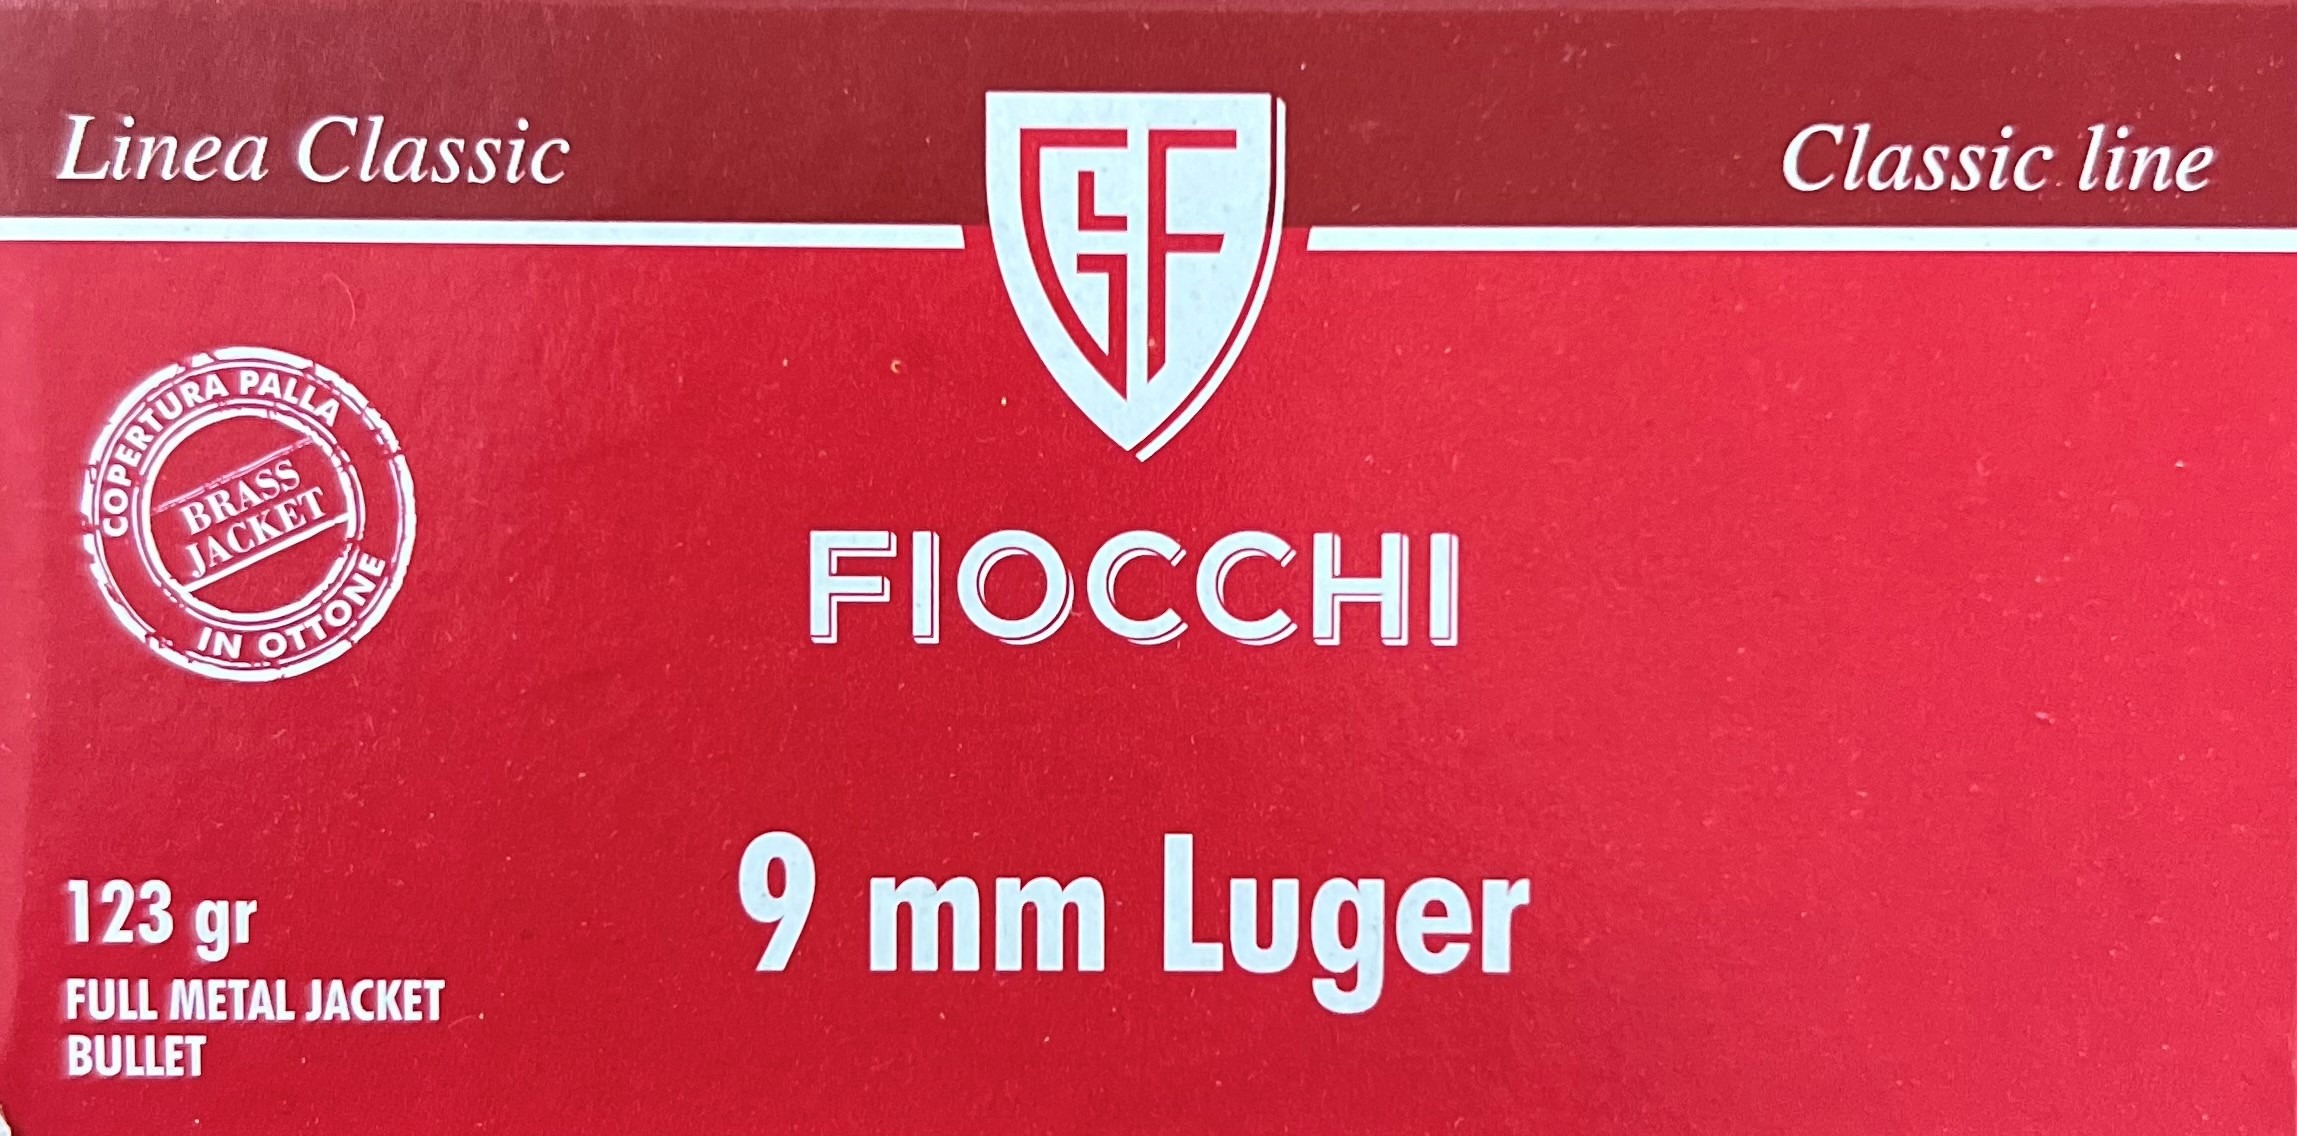 Linea Classic
Classic line
GF
FIOCCHI
COPERTURA PALLA
BRASS
JACKET
IN OTTONE
9 mm Luger
123 gr
FULL METAL JACKET
BULLET